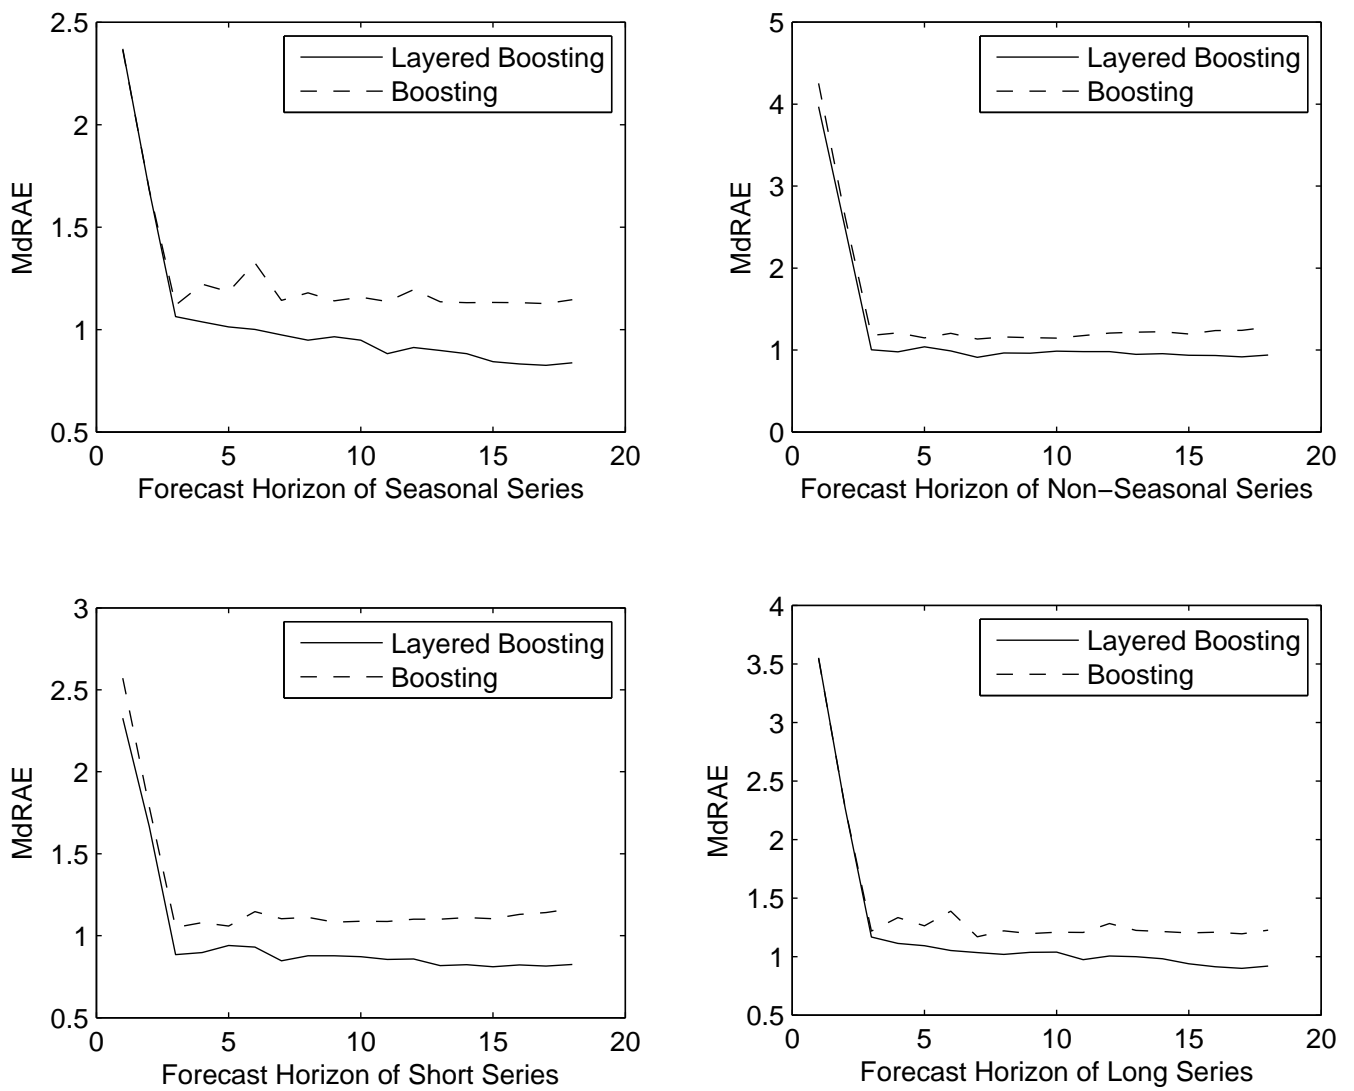 2.5
2
1.5
1
0.5
MdRAE
Layered Boosting
Boosting
0 5 10 15 20
Forecast Horizon of Seasonal Series
5
4
3
2
1
0
MdRAE
Layered Boosting
Boosting
0 5 10 15 20
Forecast Horizon of Non−Seasonal Series
3
2.5
2
1.5
1
0.5
MdRAE
Layered Boosting
Boosting
0 5 10 15 20
Forecast Horizon of Short Series
4
3.5
3
2.5
2
1.5
1
0.5
MdRAE
Layered Boosting
Boosting
0 5 10 15 20
Forecast Horizon of Long Series